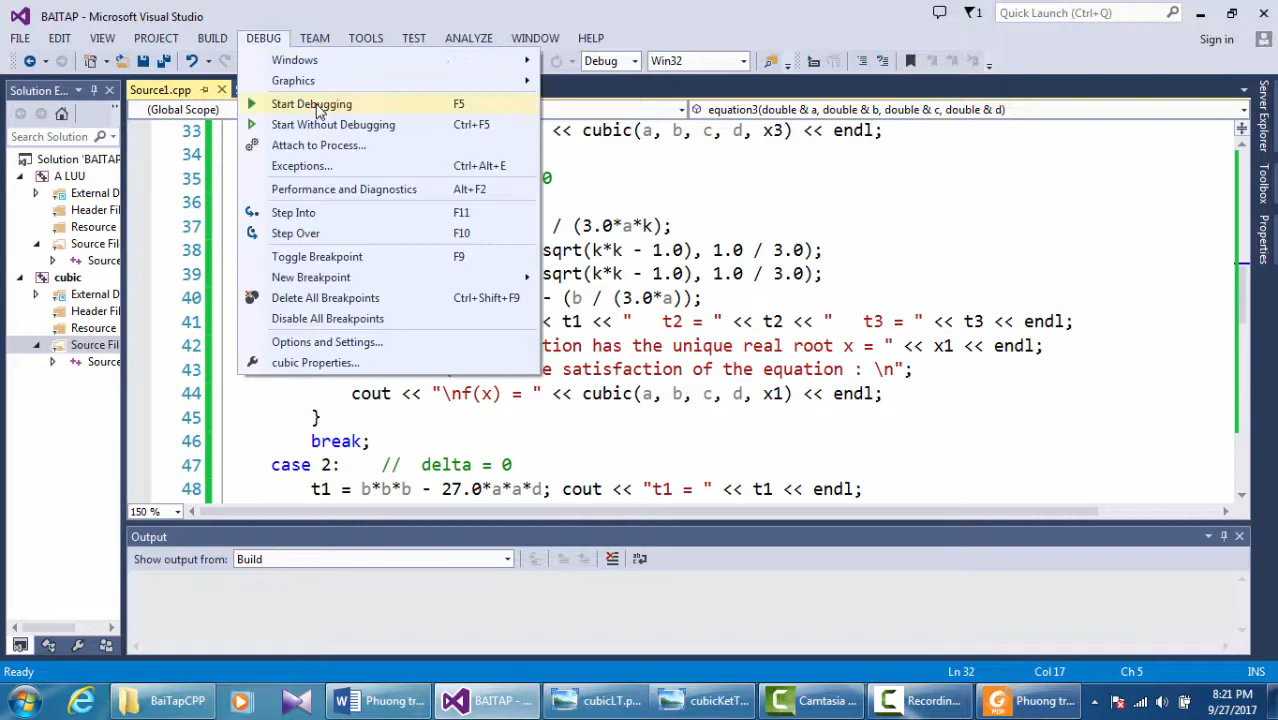 BAITAP - Microsoft Visual Studio
1
Quick Launch (Ctrl+Q)
FILE EDIT VIEW PROJECT BUILD DEBUG TEAM TOOLS TEST ANALYZE WINDOW HELP
Sign in
Debug Win32
Windows
Graphics
Start Debugging F5
Start Without Debugging Ctrl+F5
Attach to Process...
Exceptions... Ctrl+Alt+E
Performance and Diagnostics Alt+F2
Step Into F11
Step Over F10
Toggle Breakpoint F9
New Breakpoint
Delete All Breakpoints Ctrl+Shift+F9
Disable All Breakpoints
Options and Settings...
cubic Properties...
Solution E...
Search Solution
Solution 'BAITAP'
A LUU
External D
Header Fil
Resource
Source Fil
Source
cubic
External D
Header Fil
Resource
Source Fil
Source
Source1.cpp
(Global Scope)
equation3(double & a, double & b, double & c, double & d)
33 << cubic(a, b, c, d, x3) << endl;
34
35 0
36
37 / (3.0*a*k);
38 sqrt(k*k - 1.0), 1.0 / 3.0);
39 sqrt(k*k - 1.0), 1.0 / 3.0);
40 - (b / (3.0*a));
41 << t1 << " t2 = " << t2 << " t3 = " << t3 << endl;
42 tion has the unique real root x = " << x1 << endl;
43 e satisfaction of the equation : \n";
44 cout << "\nf(x) = " << cubic(a, b, c, d, x1) << endl;
45 }
46 break;
47 case 2: // delta = 0
48 t1 = b*b*b - 27.0*a*a*d; cout << "t1 = " << t1 << endl;
150 %
Output
Show output from: Build
Server Explorer
Toolbox
Properties
Ready
Ln 32 Col 17 Ch 5 INS
BaiTapCPP
Phuong tr...
BAITAP - ...
cubicLT.p...
cubicKetT...
Camtasia ...
Recordin...
Phuong tr...
8:21 PM
9/27/2017